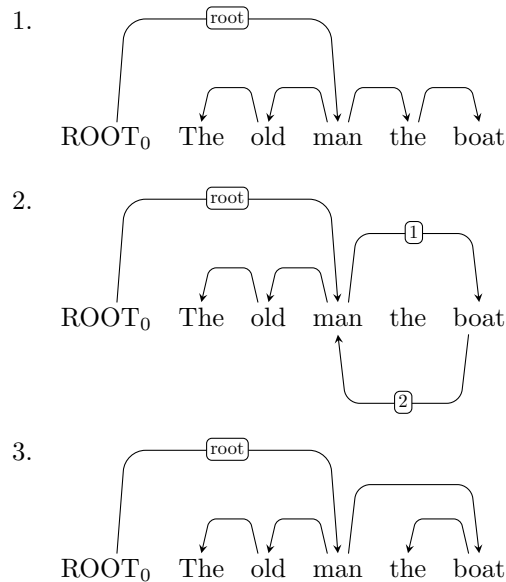 1.
root
ROOT₀ The old man the boat
2.
root
1
ROOT₀ The old man the boat
2
3.
root
ROOT₀ The old man the boat